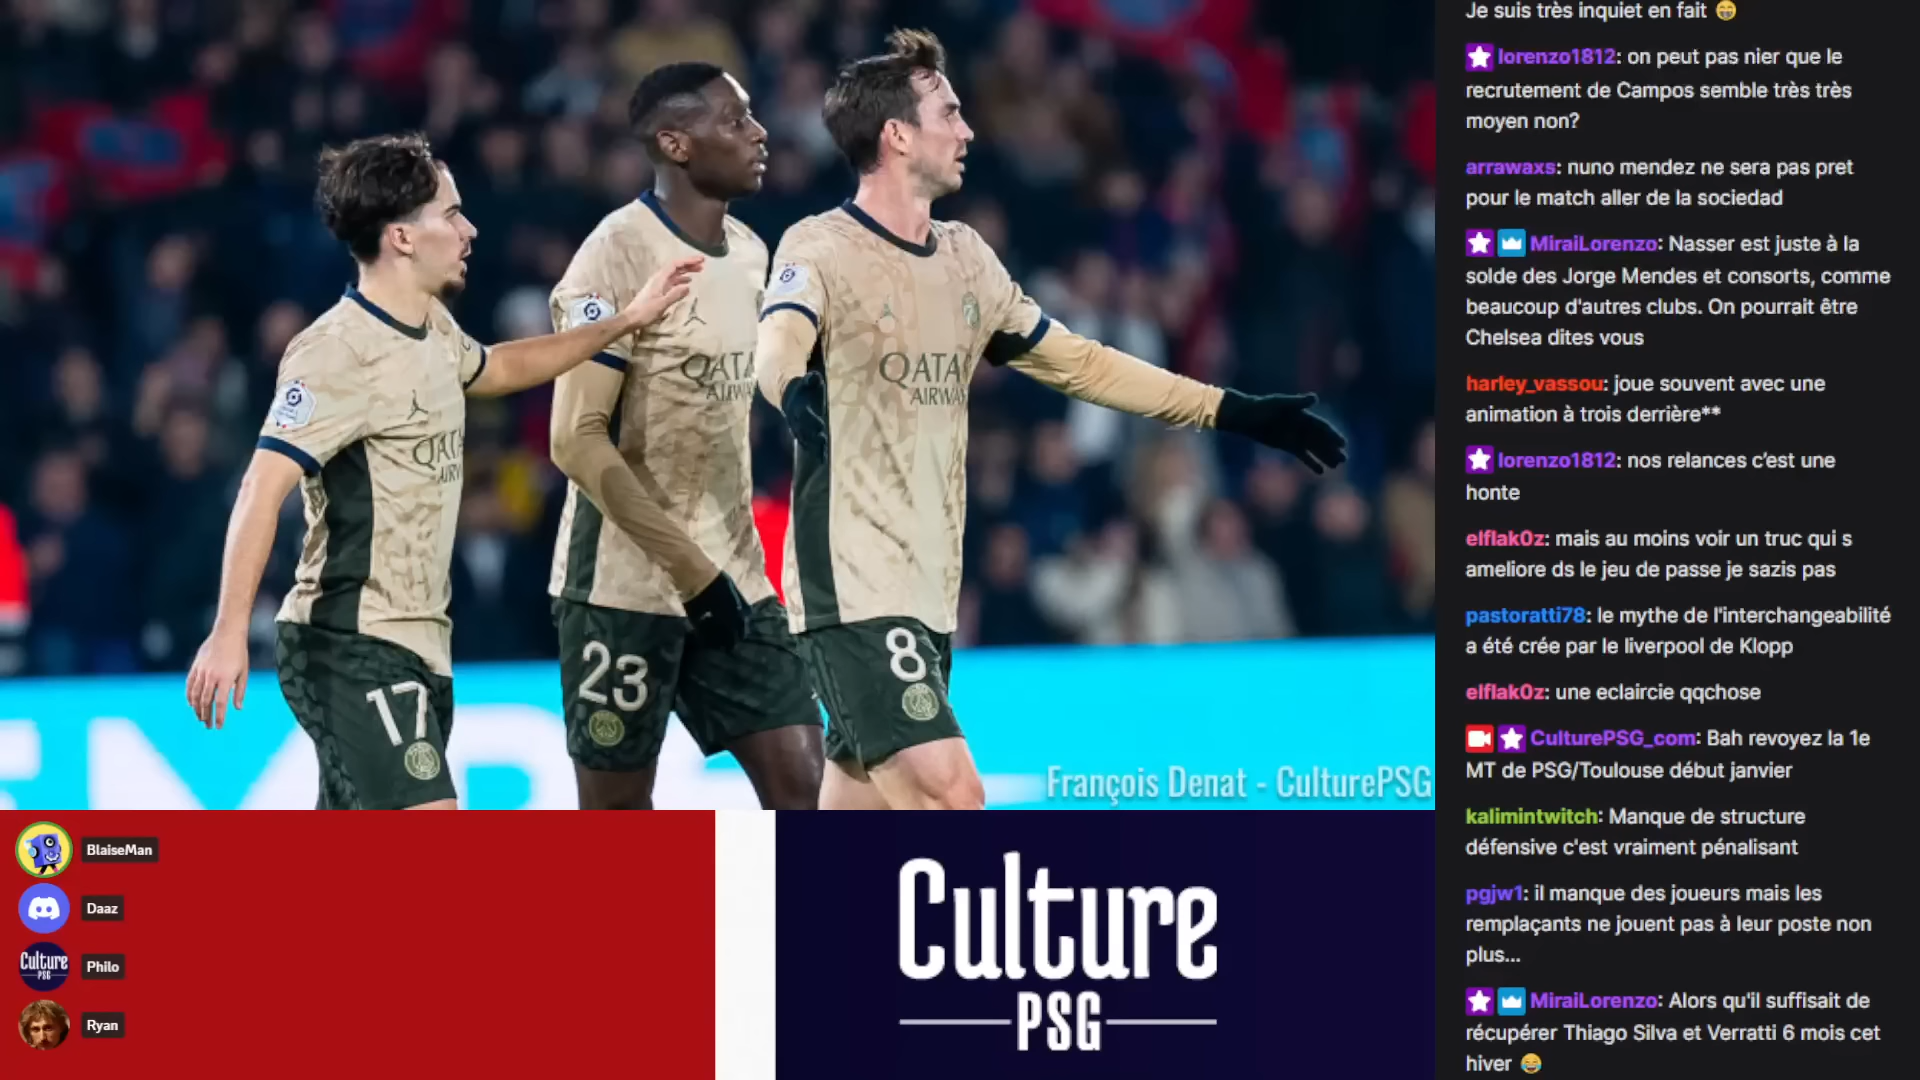 QATA
AIRW
QATA
AIRWA
QATA
AIRWA
17
23
8
François Denat - CulturePSG
BlaiseMan
Daaz
Culture
PSG
Philo
Ryan
Culture
PSG
Je suis très inquiet en fait 😁
lorenzo1812: on peut pas nier que le
recrutement de Campos semble très très
moyen non?
arrawaxs: nuno mendez ne sera pas pret
pour le match aller de la sociedad
MiraiLorenzo: Nasser est juste à la
solde des Jorge Mendes et consorts, comme
beaucoup d'autres clubs. On pourrait être
Chelsea dites vous
harley_vassou: joue souvent avec une
animation à trois derrière**
lorenzo1812: nos relances c'est une
honte
elflak0z: mais au moins voir un truc qui s
ameliore ds le jeu de passe je sazis pas
pastoratti78: le mythe de l'interchangeabilité
a été crée par le liverpool de Klopp
elflak0z: une eclaircie qqchose
CulturePSG_com: Bah revoyez la 1e
MT de PSG/Toulouse début janvier
kalimintwitch: Manque de structure
défensive c'est vraiment pénalisant
pgjw1: il manque des joueurs mais les
remplaçants ne jouent pas à leur poste non
plus...
MiraiLorenzo: Alors qu'il suffisait de
récupérer Thiago Silva et Verratti 6 mois cet
hiver 😂